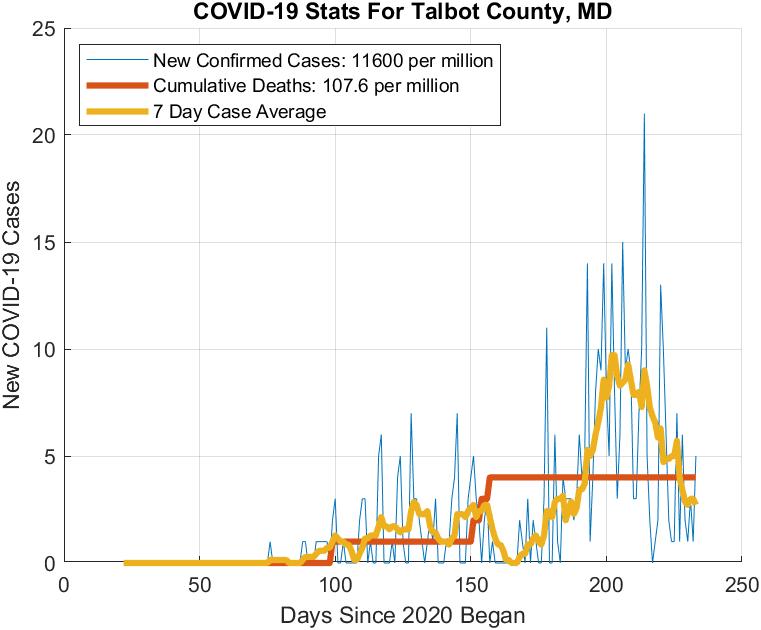 COVID-19 Stats For Talbot County, MD
25
New Confirmed Cases: 11600 per million
Cumulative Deaths: 107.6 per million
7 Day Case Average
20
15
10
5
0
New COVID-19 Cases
0 50 100 150 200 250
Days Since 2020 Began